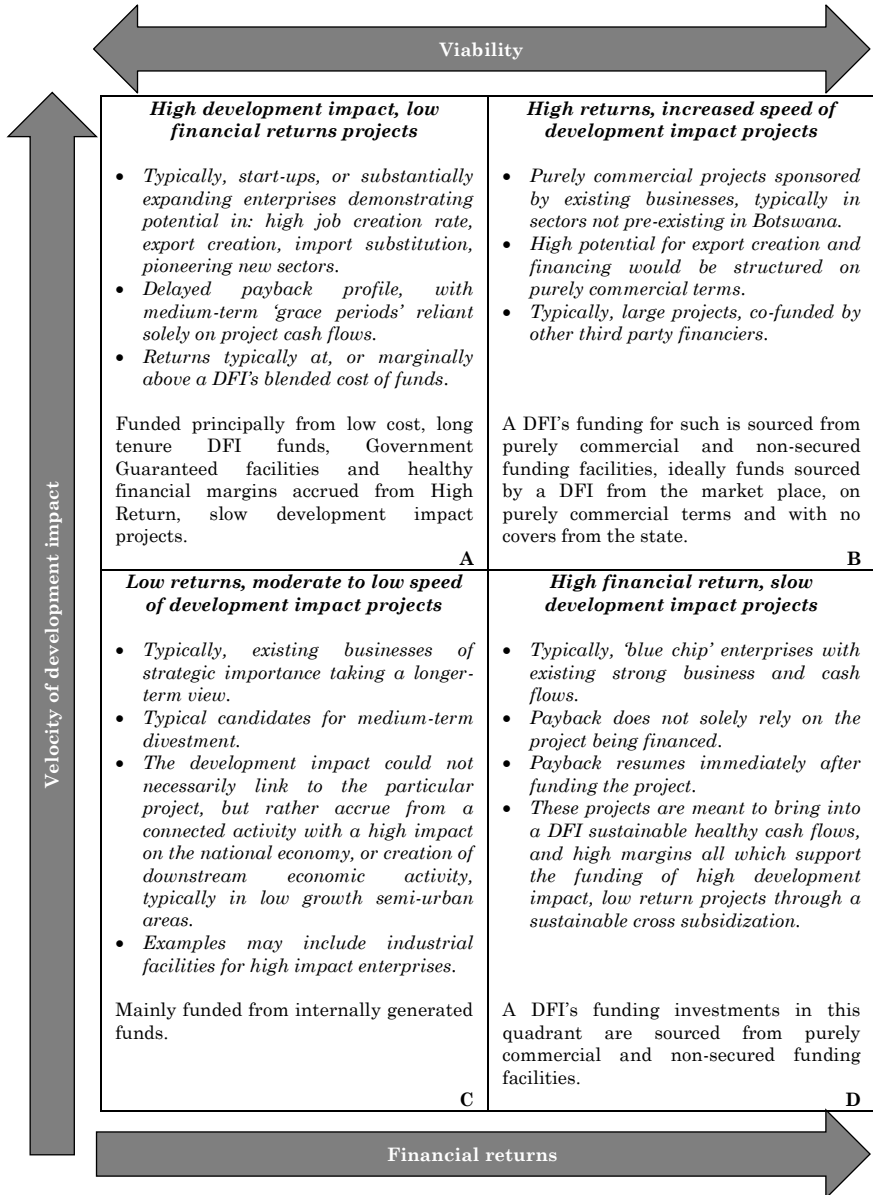 Viability
Velocity of development impact
High development impact, low
financial returns projects
• Typically, start-ups, or substantially
expanding enterprises demonstrating
potential in: high job creation rate,
export creation, import substitution,
pioneering new sectors.
• Delayed payback profile, with
medium-term ‘grace periods’ reliant
solely on project cash flows.
• Returns typically at, or marginally
above a DFI’s blended cost of funds.
Funded principally from low cost, long
tenure DFI funds, Government
Guaranteed facilities and healthy
financial margins accrued from High
Return, slow development impact
projects.
A
High returns, increased speed of
development impact projects
• Purely commercial projects sponsored
by existing businesses, typically in
sectors not pre-existing in Botswana.
• High potential for export creation and
financing would be structured on
purely commercial terms.
• Typically, large projects, co-funded by
other third party financiers.
A DFI’s funding for such is sourced from
purely commercial and non-secured
funding facilities, ideally funds sourced
by a DFI from the market place, on
purely commercial terms and with no
covers from the state.
B
Low returns, moderate to low speed
of development impact projects
• Typically, existing businesses of
strategic importance taking a longer-
term view.
• Typical candidates for medium-term
divestment.
• The development impact could not
necessarily link to the particular
project, but rather accrue from a
connected activity with a high impact
on the national economy, or creation of
downstream economic activity,
typically in low growth semi-urban
areas.
• Examples may include industrial
facilities for high impact enterprises.
Mainly funded from internally generated
funds.
C
High financial return, slow
development impact projects
• Typically, ‘blue chip’ enterprises with
existing strong business and cash
flows.
• Payback does not solely rely on the
project being financed.
• Payback resumes immediately after
funding the project.
• These projects are meant to bring into
a DFI sustainable healthy cash flows,
and high margins all which support
the funding of high development
impact, low return projects through a
sustainable cross subsidization.
A DFI’s funding investments in this
quadrant are sourced from purely
commercial and non-secured funding
facilities.
D
Financial returns